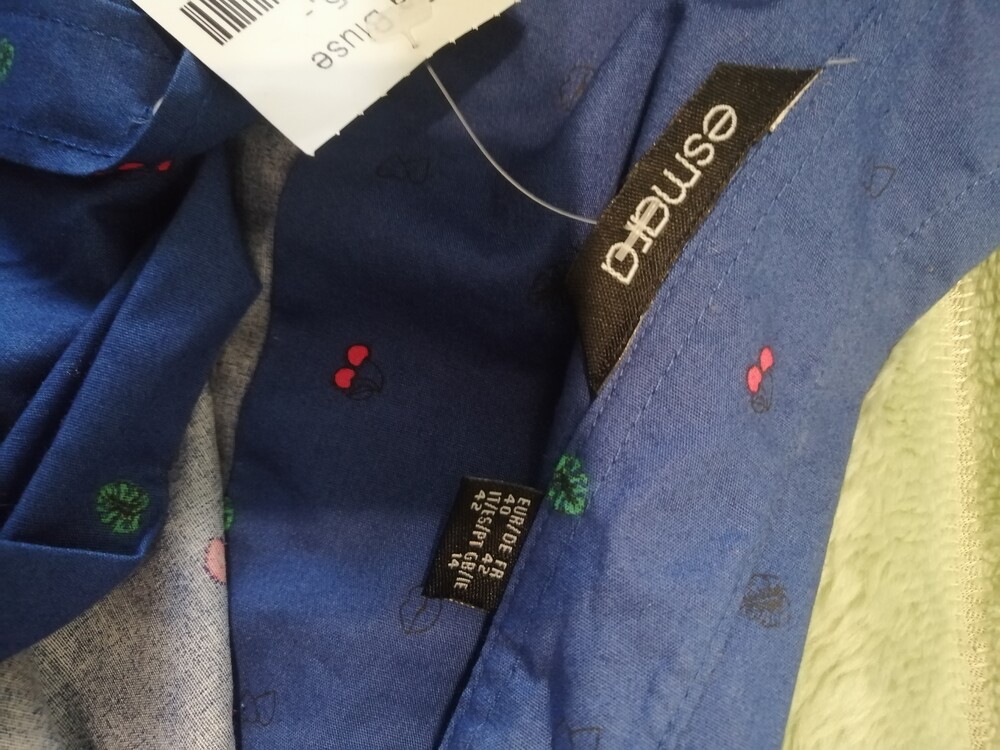 Bluse
esmara
EUR/DE FR
40 42
IT/ES/PT GB/IE
42 14